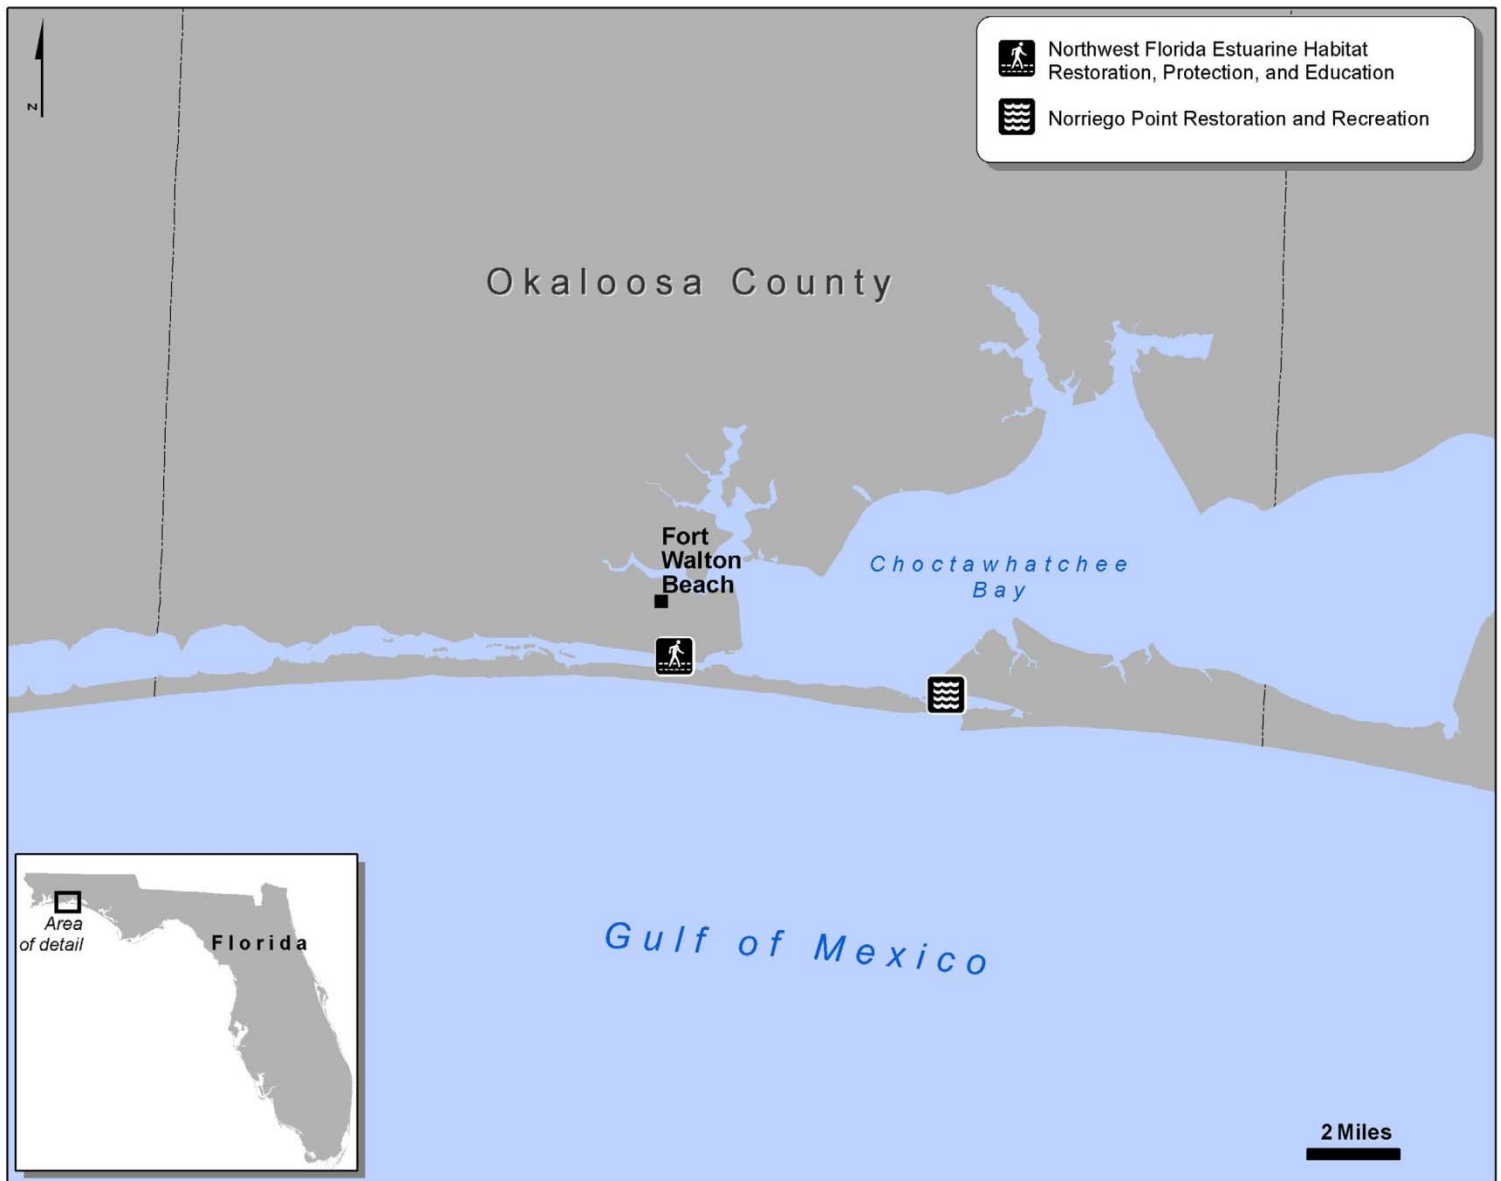 N
Northwest Florida Estuarine Habitat
Restoration, Protection, and Education
Norriego Point Restoration and Recreation
Okaloosa County
Fort
Walton
Beach
Choctawhatchee
Bay
Gulf of Mexico
Area
of detail
Florida
2 Miles